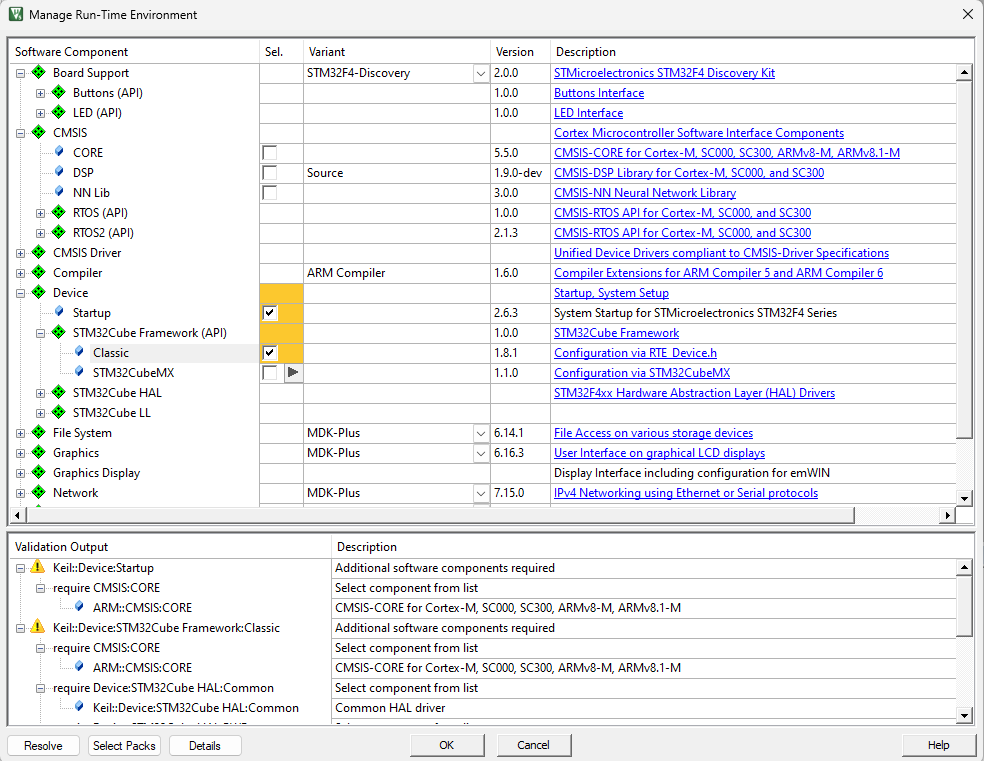 Manage Run-Time Environment
Software Component Sel. Variant Version Description
Board Support STM32F4-Discovery 2.0.0 STMicroelectronics STM32F4 Discovery Kit
Buttons (API) 1.0.0 Buttons Interface
LED (API) 1.0.0 LED Interface
CMSIS Cortex Microcontroller Software Interface Components
CORE 5.5.0 CMSIS-CORE for Cortex-M, SC000, SC300, ARMv8-M, ARMv8.1-M
DSP Source 1.9.0-dev CMSIS-DSP Library for Cortex-M, SC000, and SC300
NN Lib 3.0.0 CMSIS-NN Neural Network Library
RTOS (API) 1.0.0 CMSIS-RTOS API for Cortex-M, SC000, and SC300
RTOS2 (API) 2.1.3 CMSIS-RTOS API for Cortex-M, SC000, and SC300
CMSIS Driver Unified Device Drivers compliant to CMSIS-Driver Specifications
Compiler ARM Compiler 1.6.0 Compiler Extensions for ARM Compiler 5 and ARM Compiler 6
Device Startup, System Setup
Startup 2.6.3 System Startup for STMicroelectronics STM32F4 Series
STM32Cube Framework (API) 1.0.0 STM32Cube Framework
Classic 1.8.1 Configuration via RTE_Device.h
STM32CubeMX 1.1.0 Configuration via STM32CubeMX
STM32Cube HAL STM32F4xx Hardware Abstraction Layer (HAL) Drivers
STM32Cube LL
File System MDK-Plus 6.14.1 File Access on various storage devices
Graphics MDK-Plus 6.16.3 User Interface on graphical LCD displays
Graphics Display Display Interface including configuration for emWIN
Network MDK-Plus 7.15.0 IPv4 Networking using Ethernet or Serial protocols
Validation Output Description
Keil::Device:Startup Additional software components required
require CMSIS:CORE Select component from list
ARM::CMSIS:CORE CMSIS-CORE for Cortex-M, SC000, SC300, ARMv8-M, ARMv8.1-M
Keil::Device:STM32Cube Framework:Classic Additional software components required
require CMSIS:CORE Select component from list
ARM::CMSIS:CORE CMSIS-CORE for Cortex-M, SC000, SC300, ARMv8-M, ARMv8.1-M
require Device:STM32Cube HAL:Common Select component from list
Keil::Device:STM32Cube HAL:Common Common HAL driver
Resolve Select Packs Details OK Cancel Help